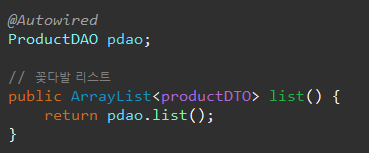 @Autowired
ProductDAO pdao;
// 꽃다발 리스트
public ArrayList<productDTO> list() {
return pdao.list();
}